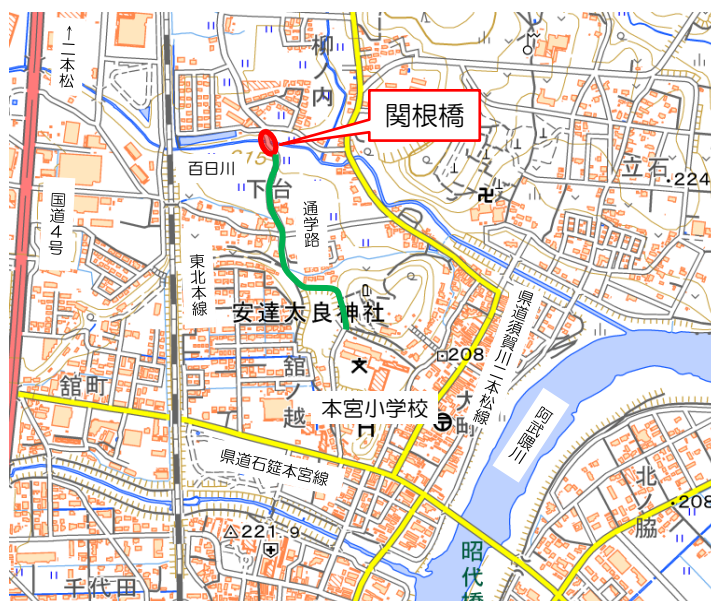 ↑二本松
柳ノ内
関根橋
百日川
150
下台
立石
224
国道4号
通学路
東北本線
安達太良神社
県道須賀川二本松線
208
舘町
舘ノ越
本宮小学校
大町
阿武隈川
県道石筵本宮線
北ノ脇
208
221.9
昭代橋
千代田